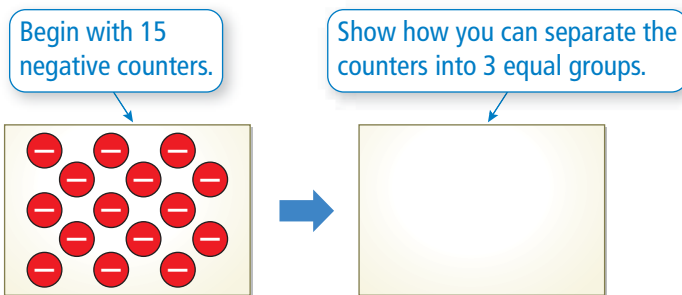 Begin with 15
negative counters.
Show how you can separate the
counters into 3 equal groups.